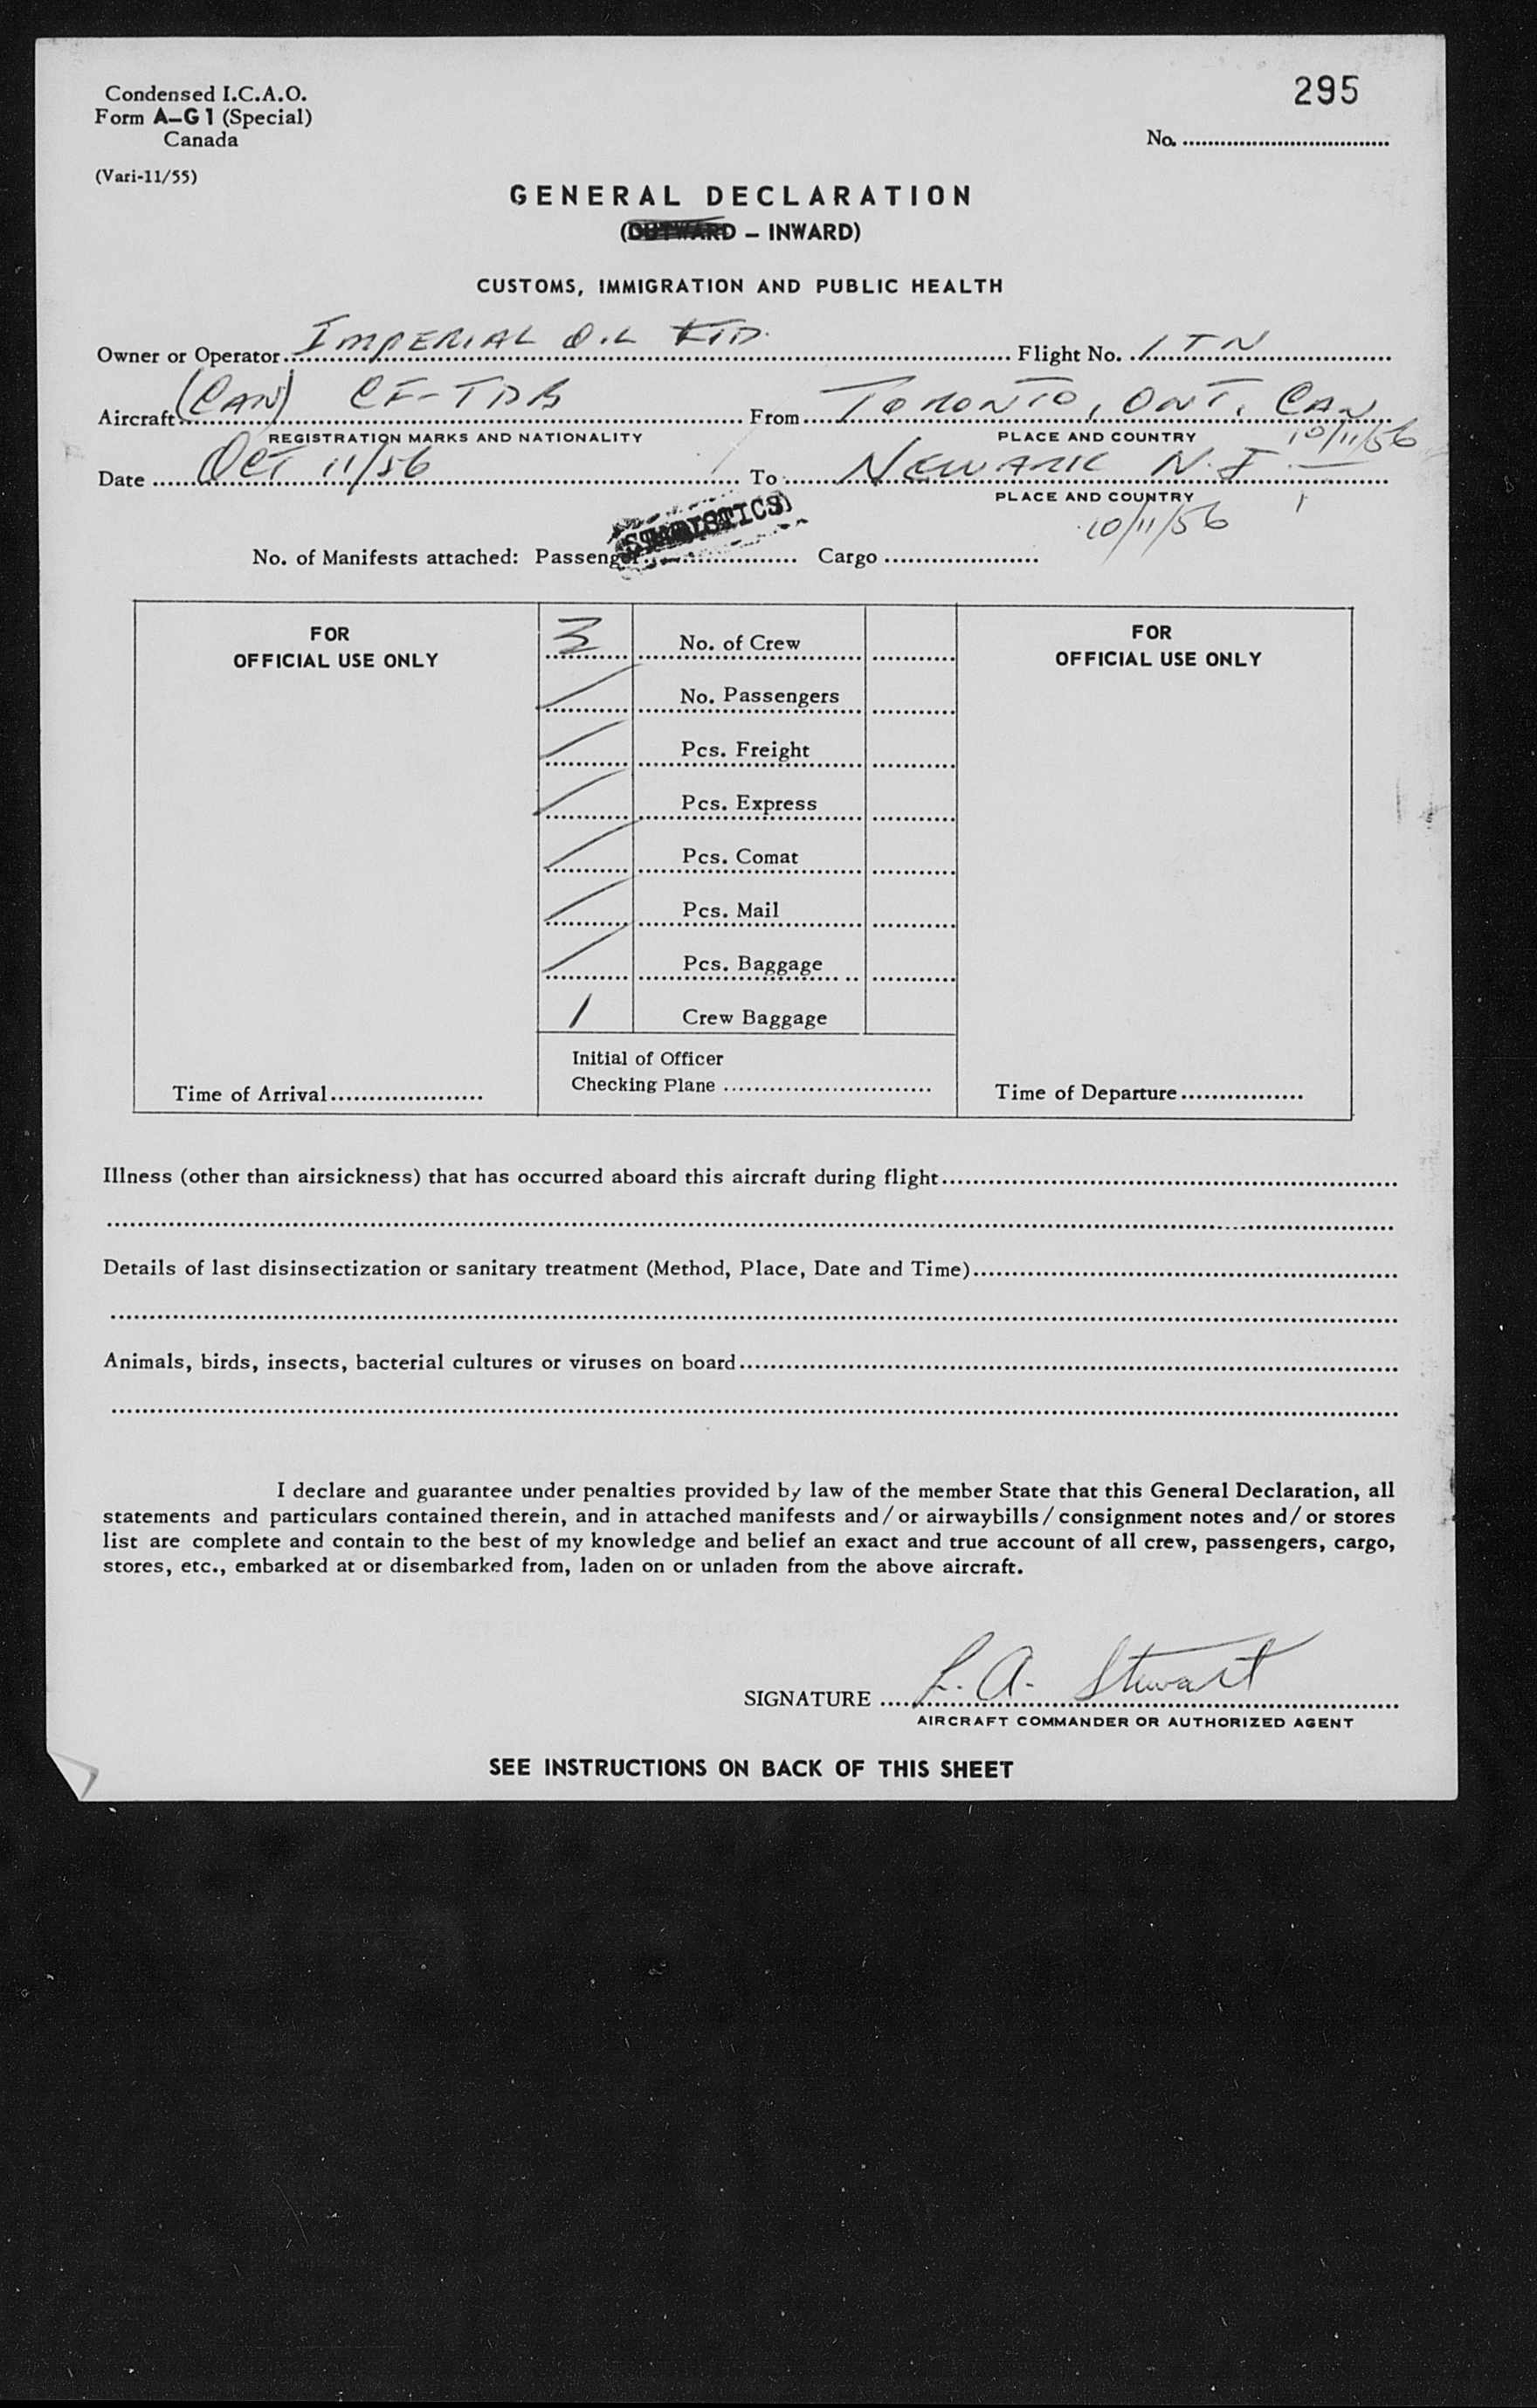 Condensed I.C.A.O.
Form A-G1 (Special)
Canada
(Vari-11/55)
295
No. ..........
GENERAL DECLARATION
(OUTWARD - INWARD)
CUSTOMS, IMMIGRATION AND PUBLIC HEALTH
Owner or Operator IMPERIAL OIL LTD. Flight No. ITN
Aircraft (CAN) CF-TDB From TORONTO, ONT. CAN
REGISTRATION MARKS AND NATIONALITY PLACE AND COUNTRY 10/11/56
Date OCT 11/56 To NEWARK N.J.
PLACE AND COUNTRY
10/11/56
STATISTICS
No. of Manifests attached: Passenger .......... Cargo ..........
FOR
OFFICIAL USE ONLY
3 No. of Crew
/ No. Passengers
/ Pcs. Freight
/ Pcs. Express
/ Pcs. Comat
/ Pcs. Mail
/ Pcs. Baggage
1 Crew Baggage
Initial of Officer
Checking Plane ..........
Time of Arrival ..........
FOR
OFFICIAL USE ONLY
Time of Departure ..........
Illness (other than airsickness) that has occurred aboard this aircraft during flight ..........
Details of last disinsectization or sanitary treatment (Method, Place, Date and Time) ..........
Animals, birds, insects, bacterial cultures or viruses on board ..........
I declare and guarantee under penalties provided by law of the member State that this General Declaration, all
statements and particulars contained therein, and in attached manifests and/or airwaybills/consignment notes and/or stores
list are complete and contain to the best of my knowledge and belief an exact and true account of all crew, passengers, cargo,
stores, etc., embarked at or disembarked from, laden on or unladen from the above aircraft.
SIGNATURE L. A. Stewart
AIRCRAFT COMMANDER OR AUTHORIZED AGENT
SEE INSTRUCTIONS ON BACK OF THIS SHEET